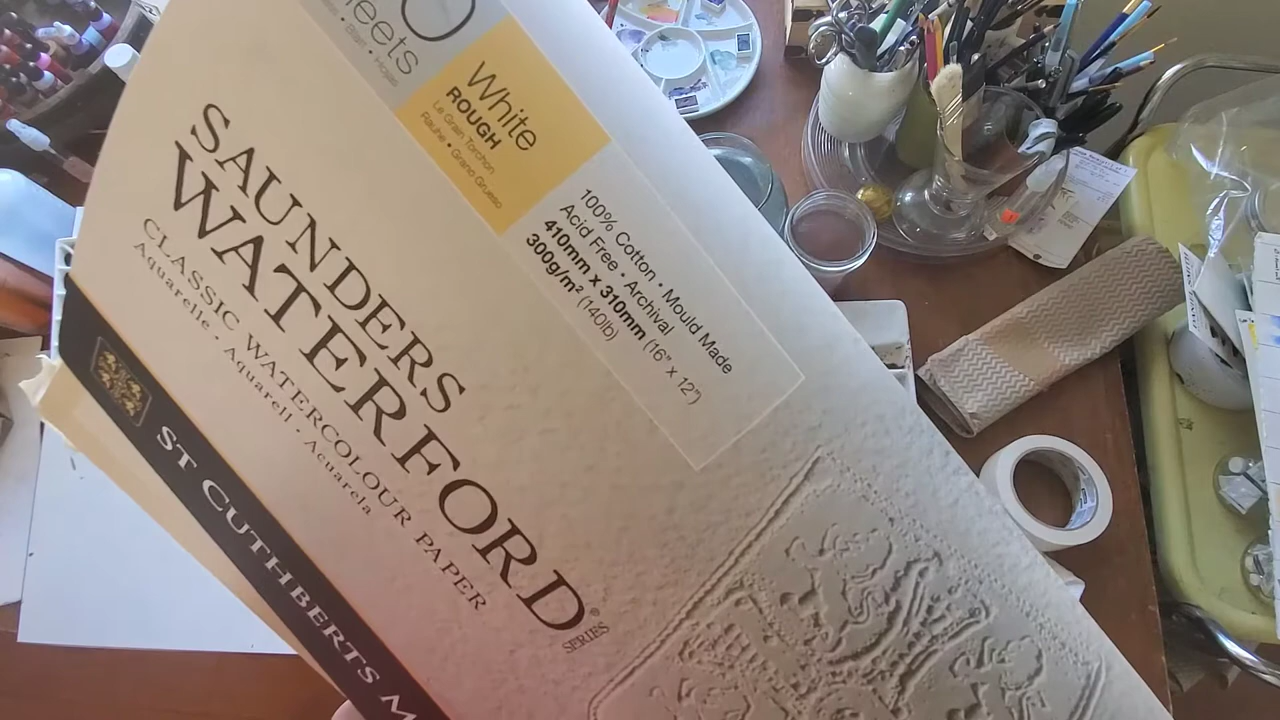 White
ROUGH
Le Grain Torchon
Rauhe • Grano Grueso
100% Cotton • Mould Made
Acid Free • Archival
410mm x 310mm (16" x 12")
300g/m² (140lb)
SAUNDERS
WATERFORD®
SERIES
CLASSIC WATERCOLOUR PAPER
Aquarelle - Aquarell - Acuarela
ST CUTHBERTS M